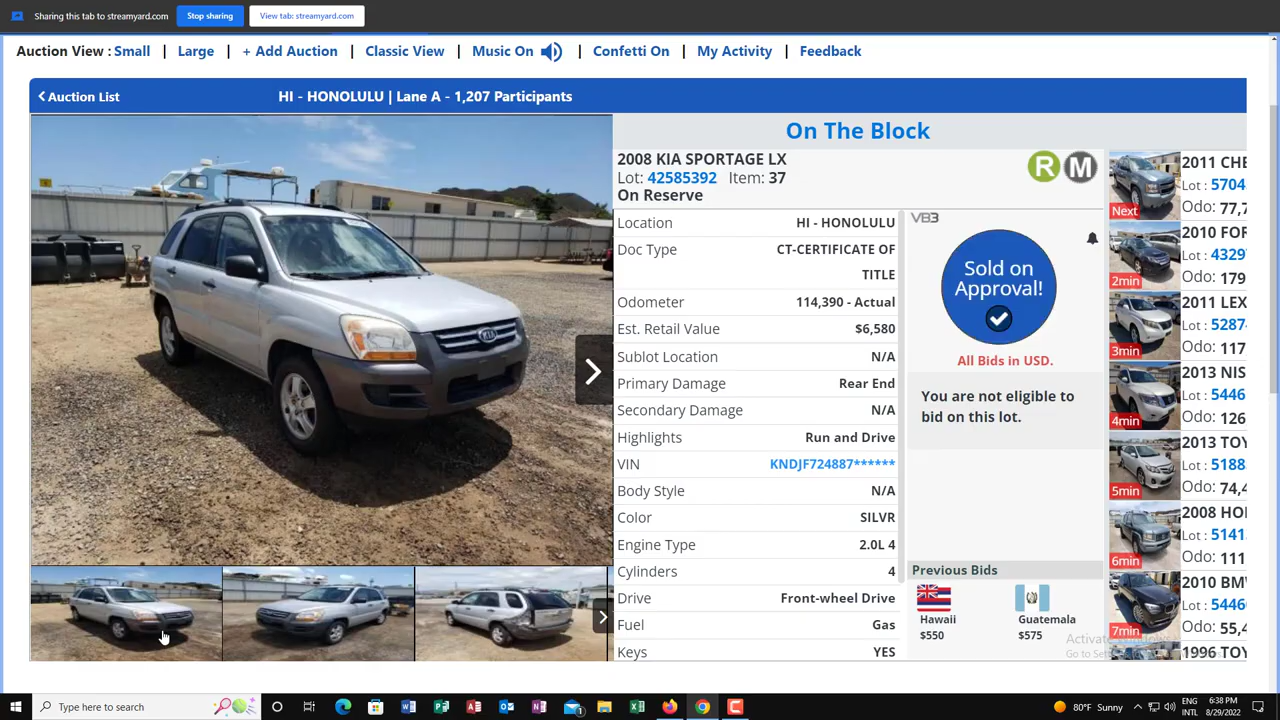 Sharing this tab to streamyard.com
Stop sharing
View tab: streamyard.com
Auction View : Small | Large | + Add Auction | Classic View | Music On | Confetti On | My Activity | Feedback
Auction List
HI - HONOLULU | Lane A - 1,207 Participants
On The Block
2008 KIA SPORTAGE LX
Lot: 42585392 Item: 37
On Reserve
R M
Location HI - HONOLULU
Doc Type CT-CERTIFICATE OF
TITLE
Odometer 114,390 - Actual
Est. Retail Value $6,580
Sublot Location N/A
Primary Damage Rear End
Secondary Damage N/A
Highlights Run and Drive
VIN KNDJF724887******
Body Style N/A
Color SILVR
Engine Type 2.0L 4
Cylinders 4
Drive Front-wheel Drive
Fuel Gas
Keys YES
VB3
Sold on
Approval!
All Bids in USD.
You are not eligible to
bid on this lot.
Previous Bids
Hawaii
$550
Guatemala
$575
2011 CHE
Lot : 5704
Odo: 77,7
Next
2010 FOR
Lot : 4329
Odo: 179
2min
2011 LEX
Lot : 5287
Odo: 117
3min
2013 NIS
Lot : 5446
Odo: 126
4min
2013 TOY
Lot : 5188
Odo: 74,4
5min
2008 HO
Lot : 5141
Odo: 111
6min
2010 BMW
Lot : 5446
Odo: 55,4
7min
1996 TOY
Activate Windows
Go to Se
Type here to search
80°F Sunny
ENG
INTL
6:38 PM
8/29/2022